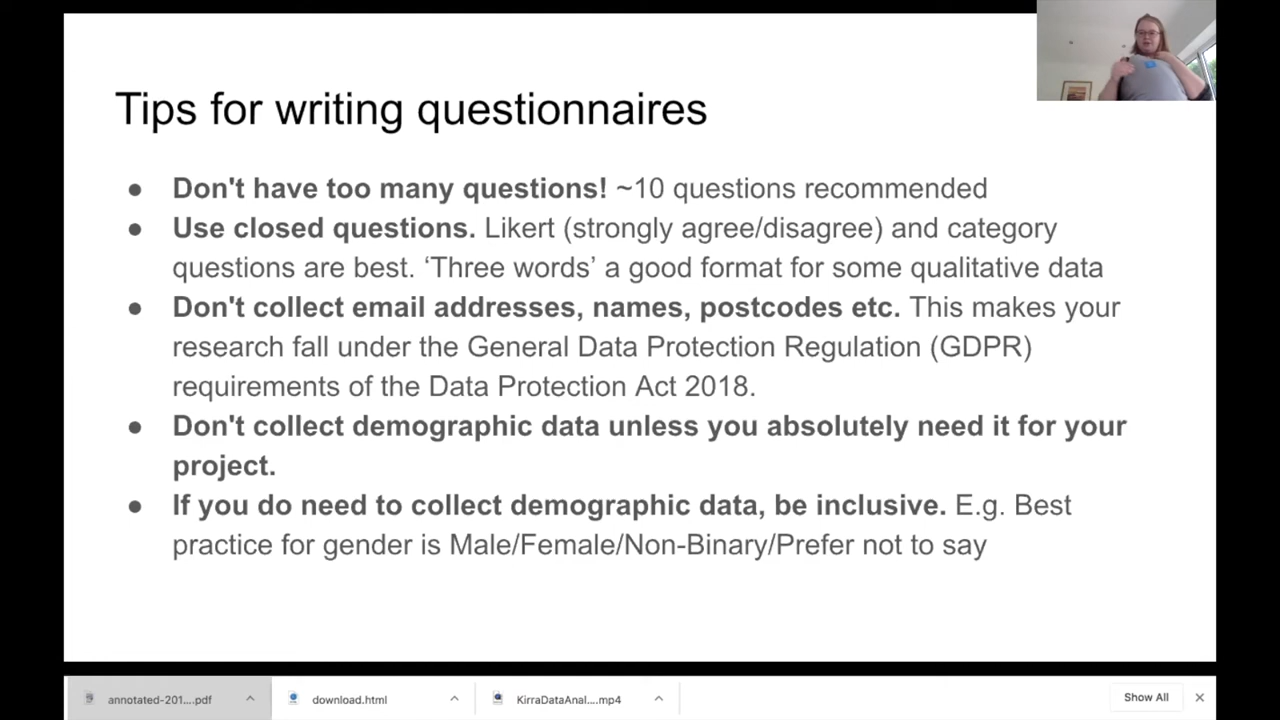 Tips for writing questionnaires
● Don't have too many questions! ~10 questions recommended
● Use closed questions. Likert (strongly agree/disagree) and category
questions are best. ‘Three words’ a good format for some qualitative data
● Don't collect email addresses, names, postcodes etc. This makes your
research fall under the General Data Protection Regulation (GDPR)
requirements of the Data Protection Act 2018.
● Don't collect demographic data unless you absolutely need it for your
project.
● If you do need to collect demographic data, be inclusive. E.g. Best
practice for gender is Male/Female/Non-Binary/Prefer not to say
annotated-201....pdf download.html KirraDataAnal....mp4 Show All